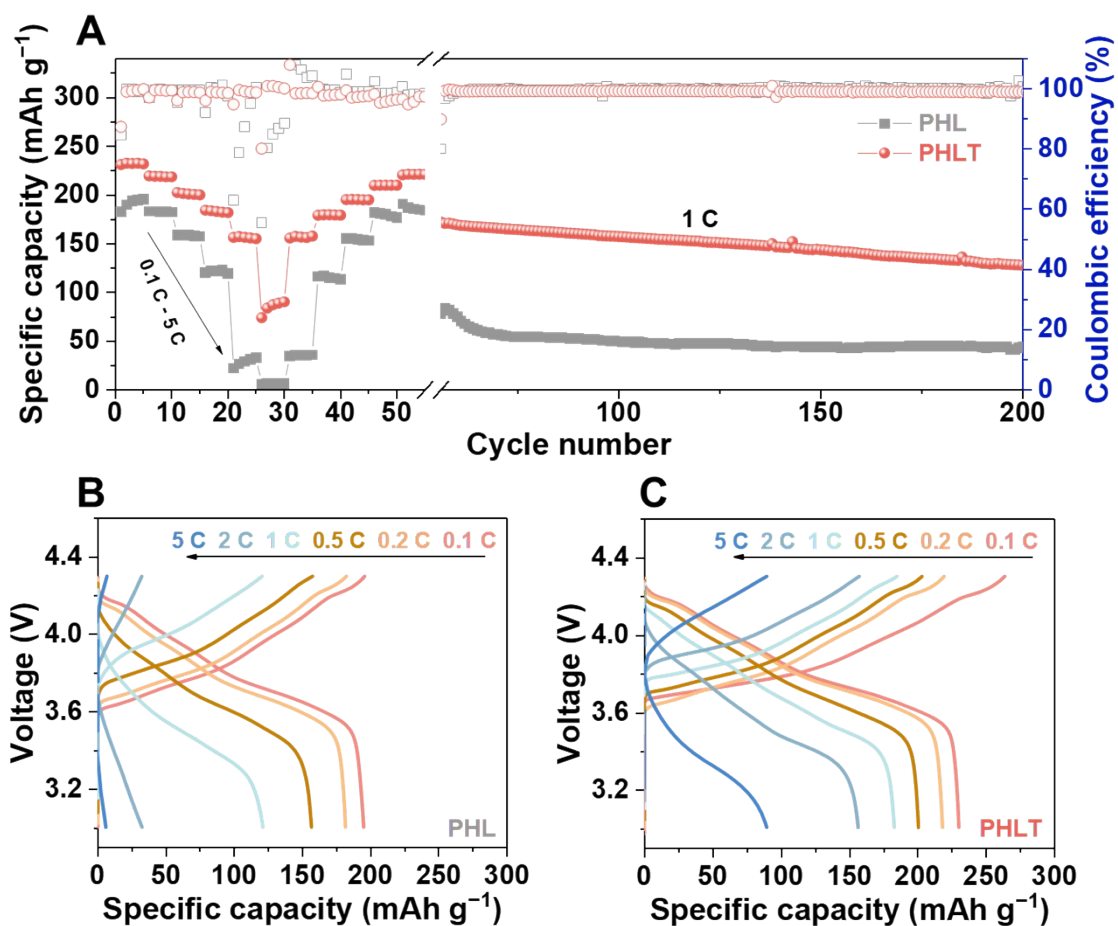 A
Specific capacity (mAh g⁻¹)
300
250
200
150
100
50
0
0.1 C - 5 C
PHL
PHLT
1 C
100
80
60
40
20
0
Coulombic efficiency (%)
0 10 20 30 40 50 100 150 200
Cycle number
B
Voltage (V)
4.4
4.0
3.6
3.2
5 C 2 C 1 C 0.5 C 0.2 C 0.1 C
PHL
0 50 100 150 200 250 300
Specific capacity (mAh g⁻¹)
C
Voltage (V)
4.4
4.0
3.6
3.2
5 C 2 C 1 C 0.5 C 0.2 C 0.1 C
PHLT
0 50 100 150 200 250 300
Specific capacity (mAh g⁻¹)